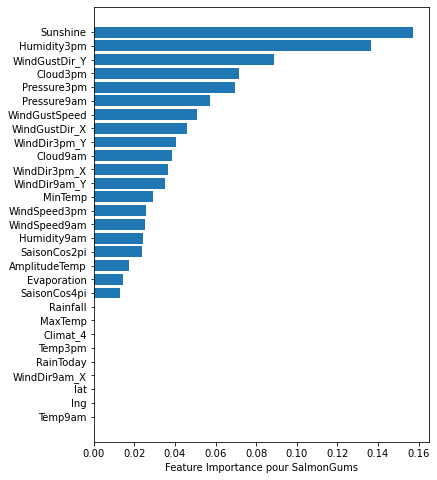 Sunshine
Humidity3pm
WindGustDir_Y
Cloud3pm
Pressure3pm
Pressure9am
WindGustSpeed
WindGustDir_X
WindDir3pm_Y
Cloud9am
WindDir3pm_X
WindDir9am_Y
MinTemp
WindSpeed3pm
WindSpeed9am
Humidity9am
SaisonCos2pi
AmplitudeTemp
Evaporation
SaisonCos4pi
Rainfall
MaxTemp
Climat_4
Temp3pm
RainToday
WindDir9am_X
lat
lng
Temp9am
0.00 0.02 0.04 0.06 0.08 0.10 0.12 0.14 0.16
Feature Importance pour SalmonGums